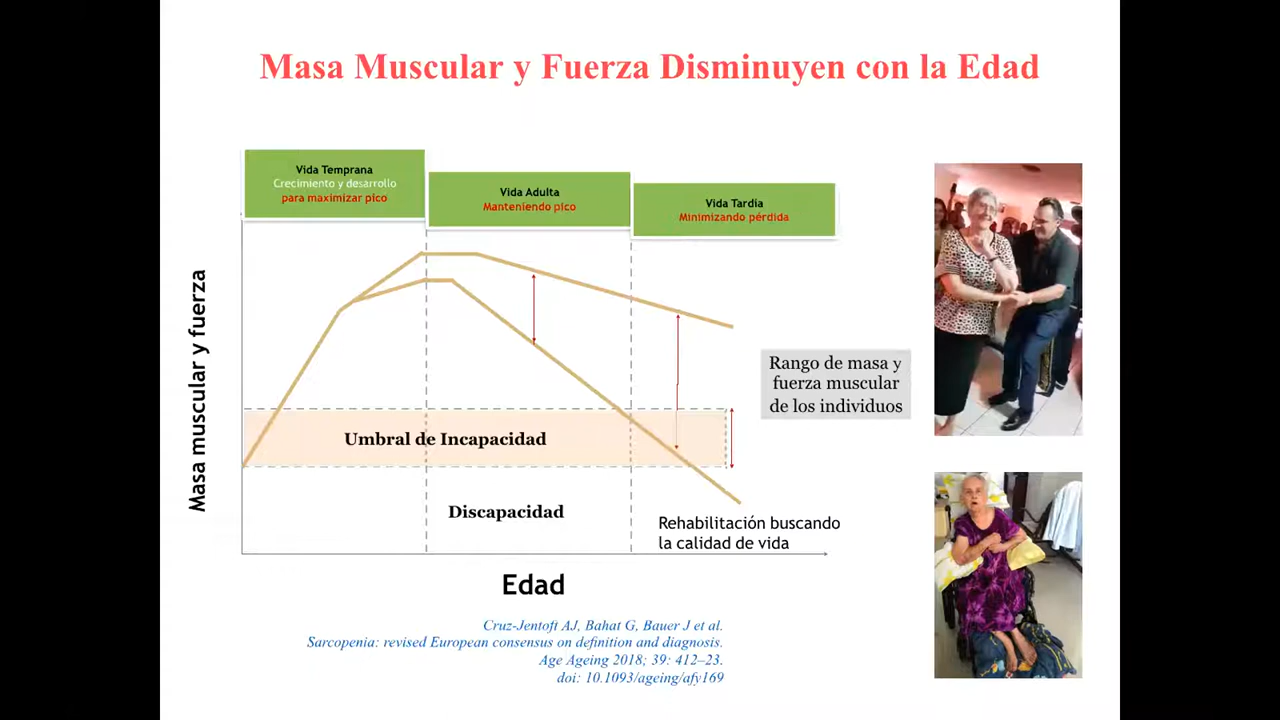 Masa Muscular y Fuerza Disminuyen con la Edad
Vida Temprana
Crecimiento y desarrollo
para maximizar pico
Vida Adulta
Manteniendo pico
Vida Tardía
Minimizando pérdida
Masa muscular y fuerza
Rango de masa y
fuerza muscular
de los individuos
Umbral de Incapacidad
Discapacidad
Rehabilitación buscando
la calidad de vida
Edad
Cruz-Jentoft AJ, Bahat G, Bauer J et al.
Sarcopenia: revised European consensus on definition and diagnosis.
Age Ageing 2018; 39: 412–23.
doi: 10.1093/ageing/afy169